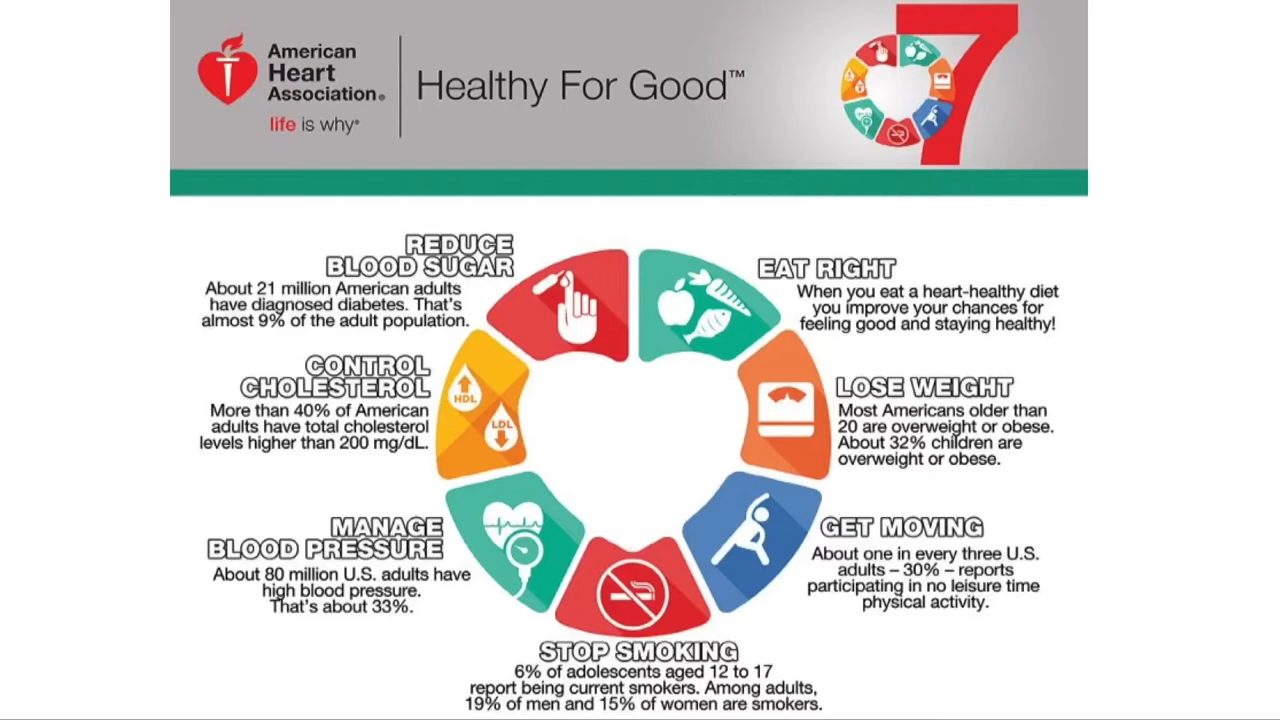 American
Heart
Association®
life is why®
Healthy For Good™
7
REDUCE
BLOOD SUGAR
About 21 million American adults
have diagnosed diabetes. That's
almost 9% of the adult population.
EAT RIGHT
When you eat a heart-healthy diet
you improve your chances for
feeling good and staying healthy!
CONTROL
CHOLESTEROL
More than 40% of American
adults have total cholesterol
levels higher than 200 mg/dL.
HDL
LDL
LOSE WEIGHT
Most Americans older than
20 are overweight or obese.
About 32% children are
overweight or obese.
MANAGE
BLOOD PRESSURE
About 80 million U.S. adults have
high blood pressure.
That's about 33%.
GET MOVING
About one in every three U.S.
adults – 30% – reports
participating in no leisure time
physical activity.
STOP SMOKING
6% of adolescents aged 12 to 17
report being current smokers. Among adults,
19% of men and 15% of women are smokers.